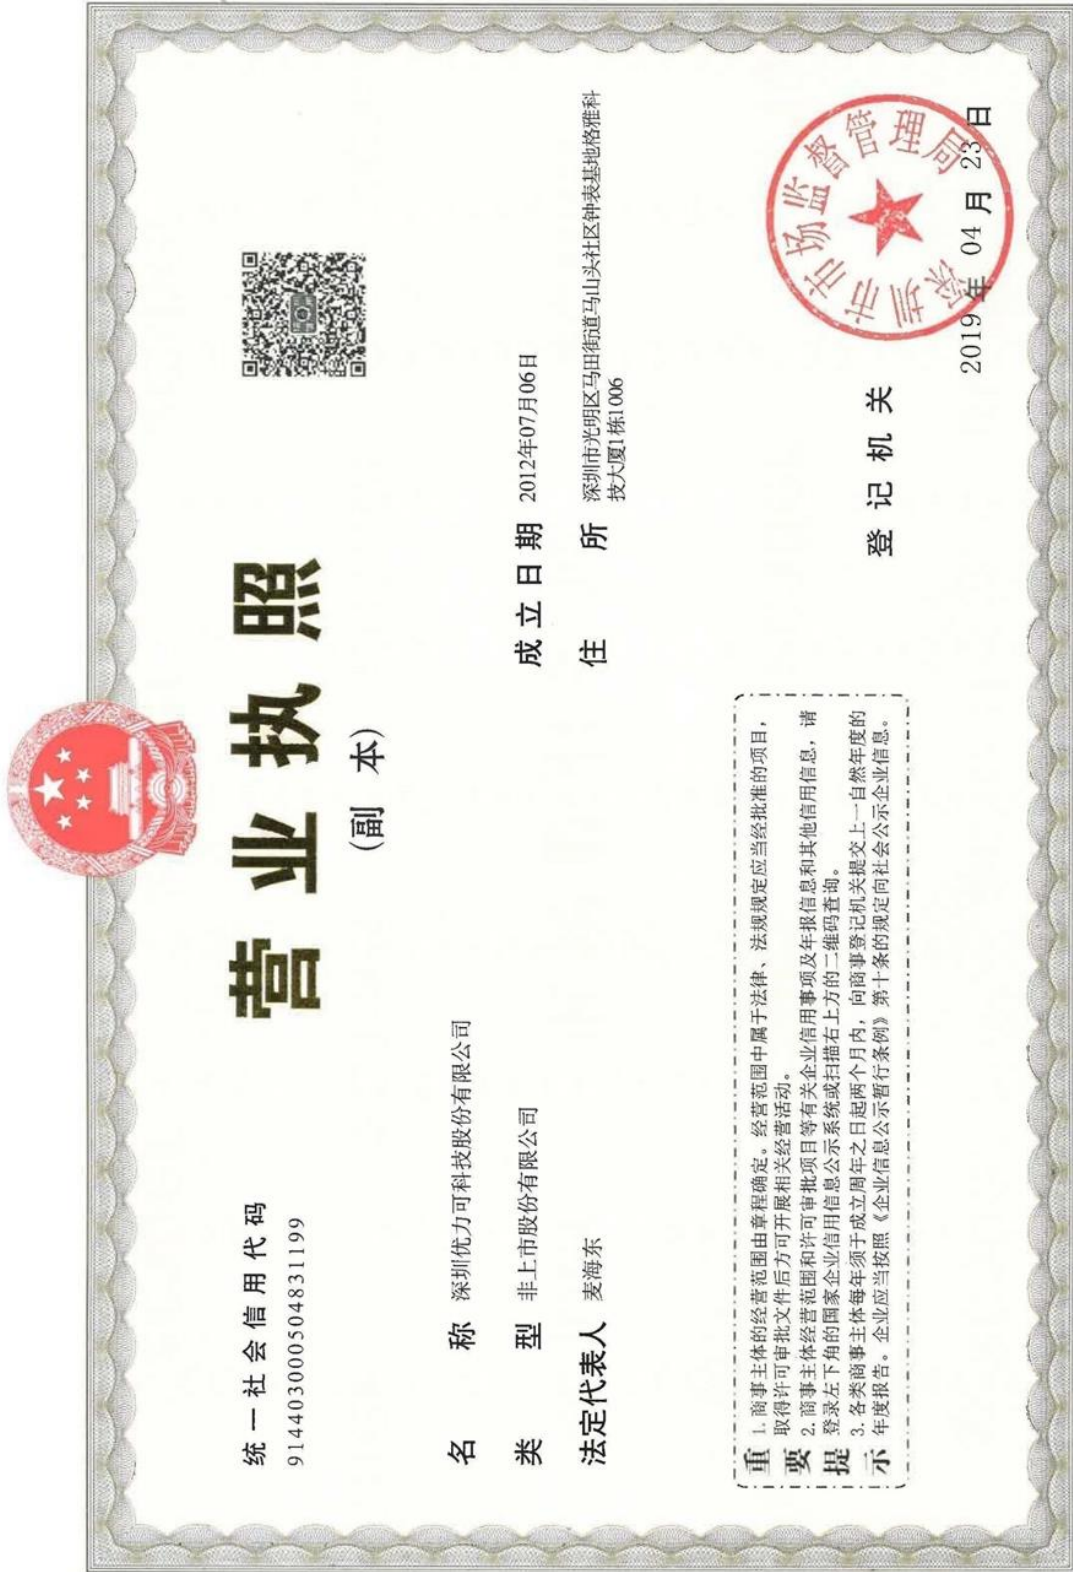 营业执照
(副 本)
统一社会信用代码
914403000504831199
名 称 深圳优力可科技股份有限公司
类 型 非上市股份有限公司
法定代表人 麦海东
成立日期 2012年07月06日
住 所 深圳市光明区马田街道马山头社区钟表基地格雅科
技大厦1栋1006
重要提示
1. 商事主体的经营范围由章程确定。经营范围中属于法律、法规规定应当经批准的项目，
取得许可审批文件后方可开展相关经营活动。
2. 商事主体经营范围和许可审批项目等有关企业信用事项及年报信息和其他信用信息，请
登录左下角的国家企业信用信息公示系统或扫描右上方的二维码查询。
3. 各类商事主体每年须于成立周年之日起两个月内，向商事登记机关提交上一自然年度的
年度报告。企业应当按照《企业信息公示暂行条例》第十条的规定向社会公示企业信息。
登记机关
深圳市市场监督管理局
2019 年 04 月 23 日